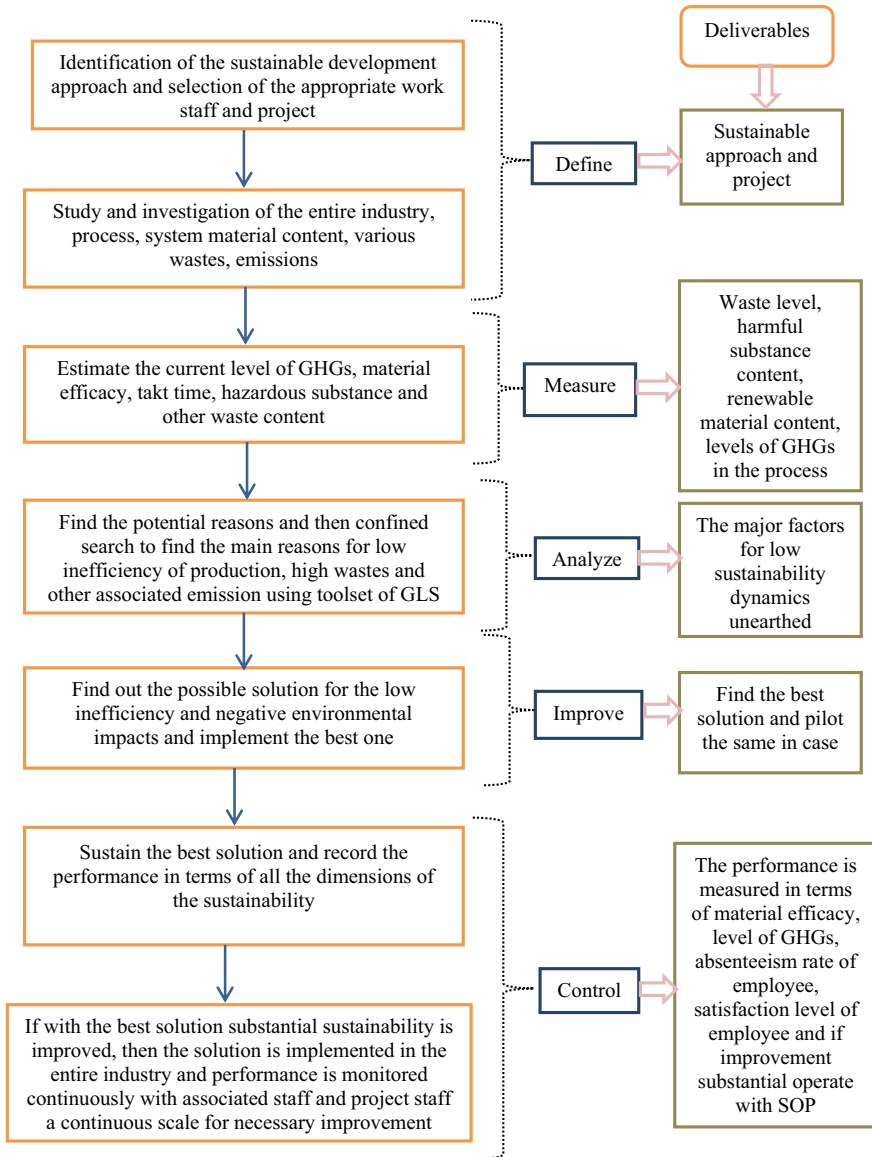 Identification of the sustainable development
approach and selection of the appropriate work
staff and project
Deliverables
Define
Sustainable
approach and
project
Study and investigation of the entire industry,
process, system material content, various
wastes, emissions
Estimate the current level of GHGs, material
efficacy, takt time, hazardous substance and
other waste content
Measure
Waste level,
harmful
substance
content,
renewable
material content,
levels of GHGs
in the process
Find the potential reasons and then confined
search to find the main reasons for low
inefficiency of production, high wastes and
other associated emission using toolset of GLS
Analyze
The major factors
for low
sustainability
dynamics
unearthed
Find out the possible solution for the low
inefficiency and negative environmental
impacts and implement the best one
Improve
Find the best
solution and pilot
the same in case
Sustain the best solution and record the
performance in terms of all the dimensions of
the sustainability
If with the best solution substantial sustainability is
improved, then the solution is implemented in the
entire industry and performance is monitored
continuously with associated staff and project staff
a continuous scale for necessary improvement
Control
The performance is
measured in terms
of material efficacy,
level of GHGs,
absenteeism rate of
employee,
satisfaction level
of employee and if
improvement
substantial operate
with SOP